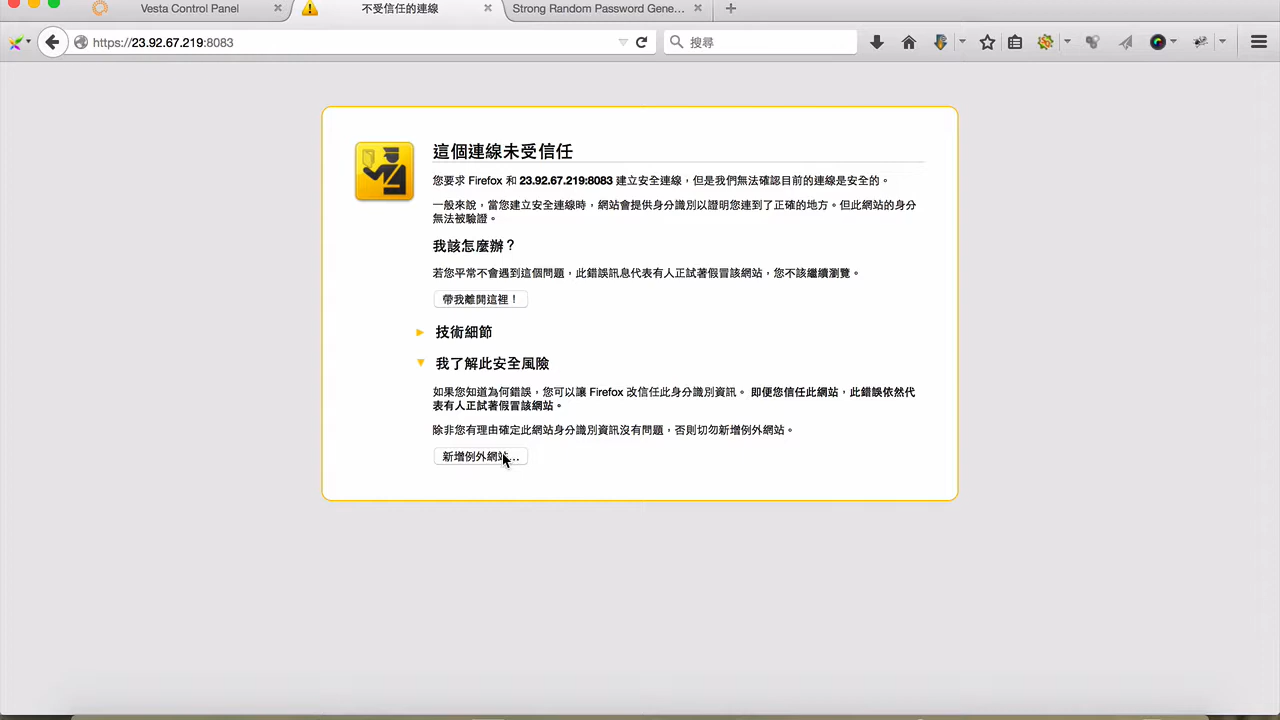 Vesta Control Panel
不受信任的連線
Strong Random Password Gene...
https://23.92.67.219:8083
搜尋
這個連線未受信任
您要求 Firefox 和 23.92.67.219:8083 建立安全連線，但是我們無法確認目前的連線是安全的。
一般來說，當您建立安全連線時，網站會提供身分識別以證明您連到了正確的地方。但此網站的身分
無法被驗證。
我該怎麼辦？
若您平常不會遇到這個問題，此錯誤訊息代表有人正試著假冒該網站，您不該繼續瀏覽。
帶我離開這裡！
技術細節
我了解此安全風險
如果您知道為何錯誤，您可以讓 Firefox 改信任此身分識別資訊。 即便您信任此網站，此錯誤依然代
表有人正試著假冒該網站。
除非您有理由確定此網站身分識別資訊沒有問題，否則切勿新增例外網站。
新增例外網站...